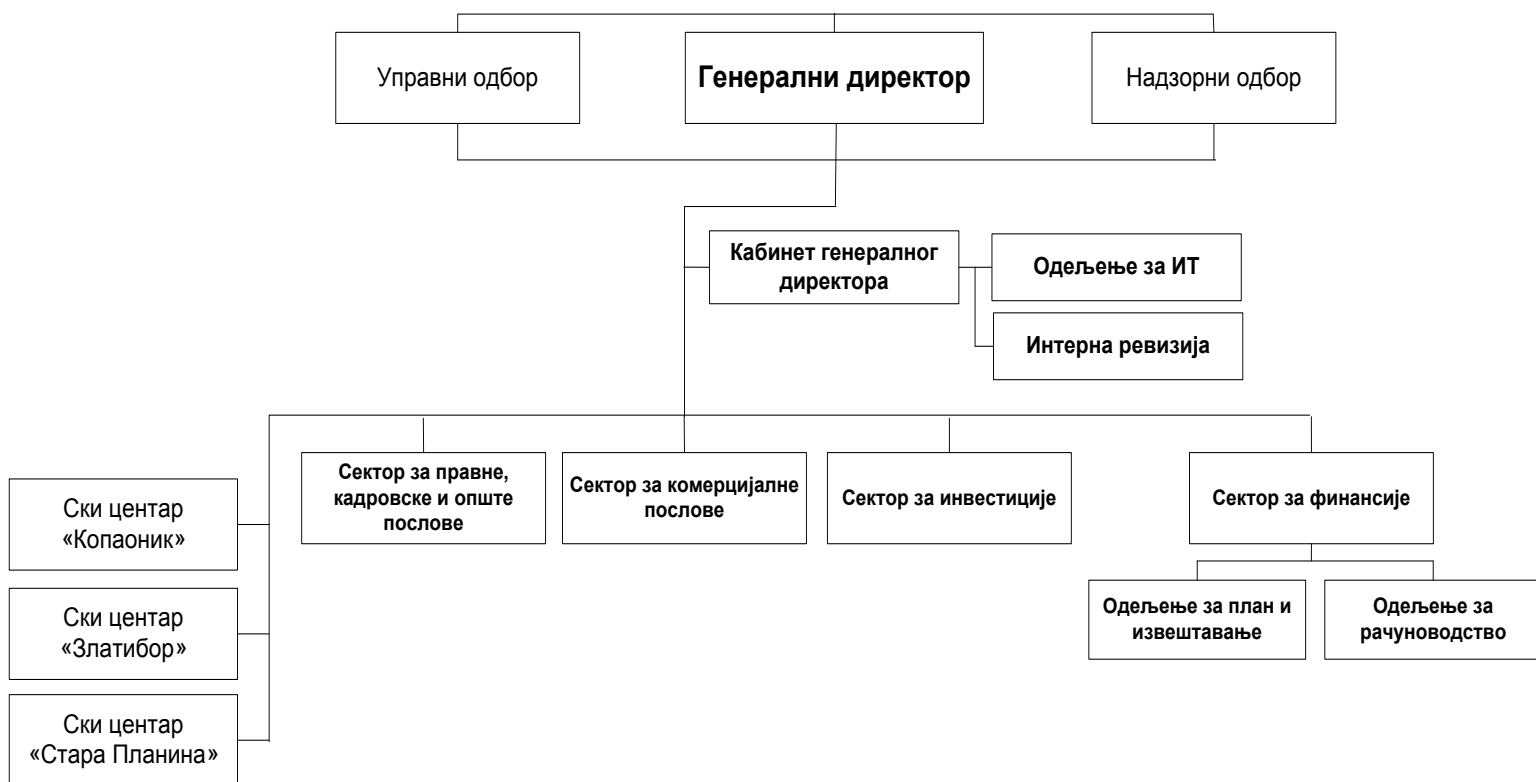 Управни одбор
Генерални директор
Надзорни одбор
Кабинет генералног
директора
Одељење за ИТ
Интерна ревизија
Сектор за правне,
кадровске и опште
послове
Сектор за комерцијалне
послове
Сектор за инвестиције
Сектор за финансије
Ски центар
«Копаоник»
Ски центар
«Златибор»
Ски центар
«Стара Планина»
Одељење за план и
извештавање
Одељење за
рачуноводство